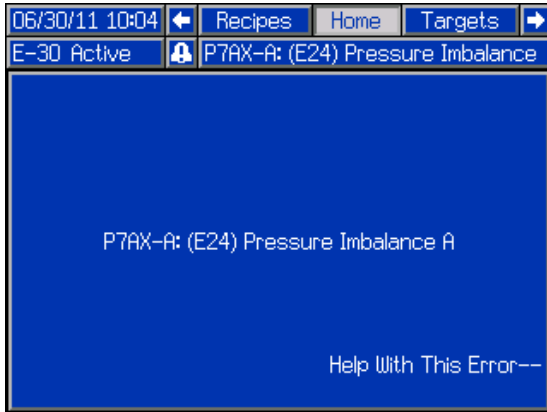 06/30/11 10:04 Recipes Home Targets
E-30 Active P7AX-A: (E24) Pressure Imbalance
P7AX-A: (E24) Pressure Imbalance A
Help With This Error--